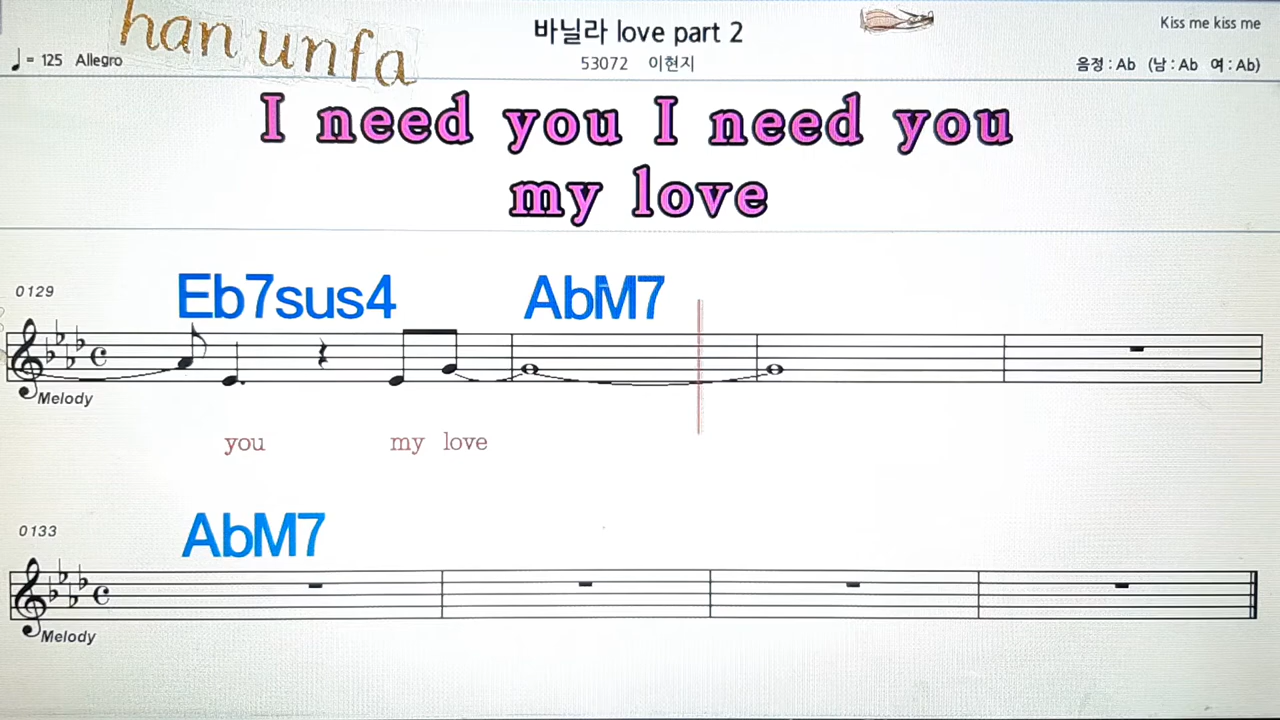 han unfa
바닐라 love part 2
Kiss me kiss me
♩= 125 Allegro
53072 이현지
음정 : Ab (남 : Ab 여 : Ab)
I need you I need you
my love
0129
Eb7sus4 AbM7
Melody
you my love
0133
AbM7
Melody